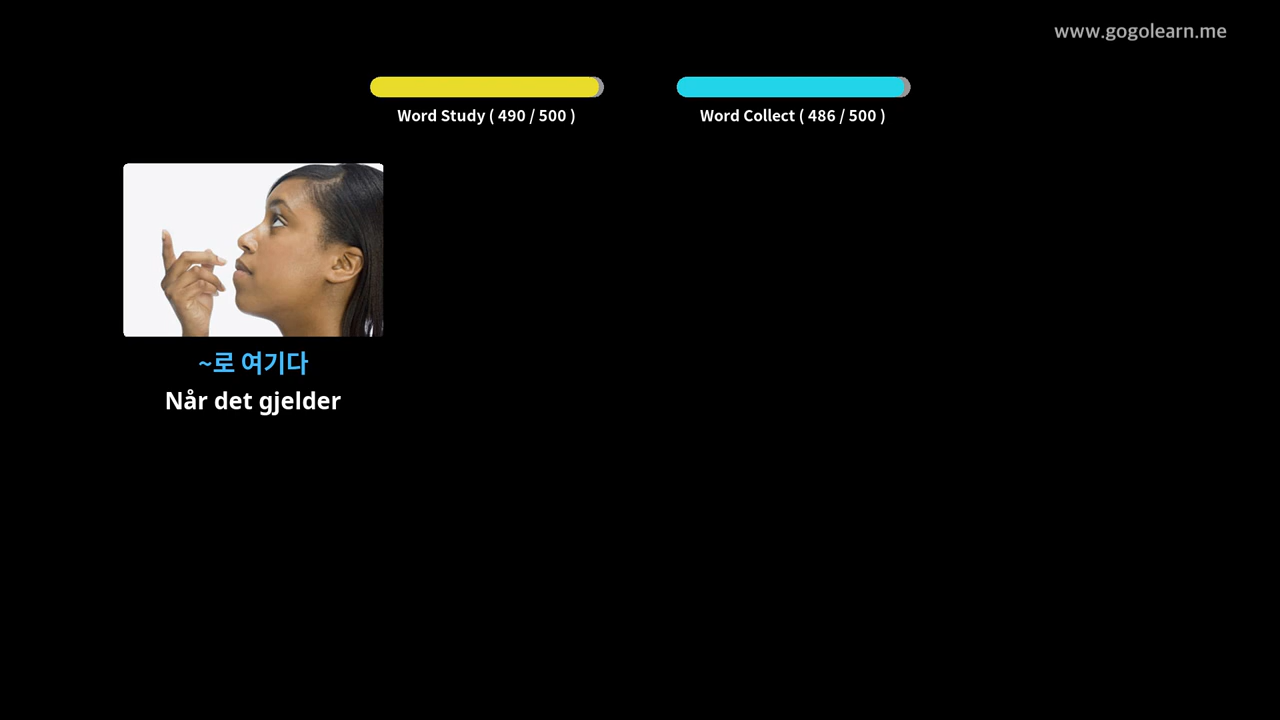 www.gogolearn.me
Word Study ( 490 / 500 )
Word Collect ( 486 / 500 )
~로 여기다
Når det gjelder